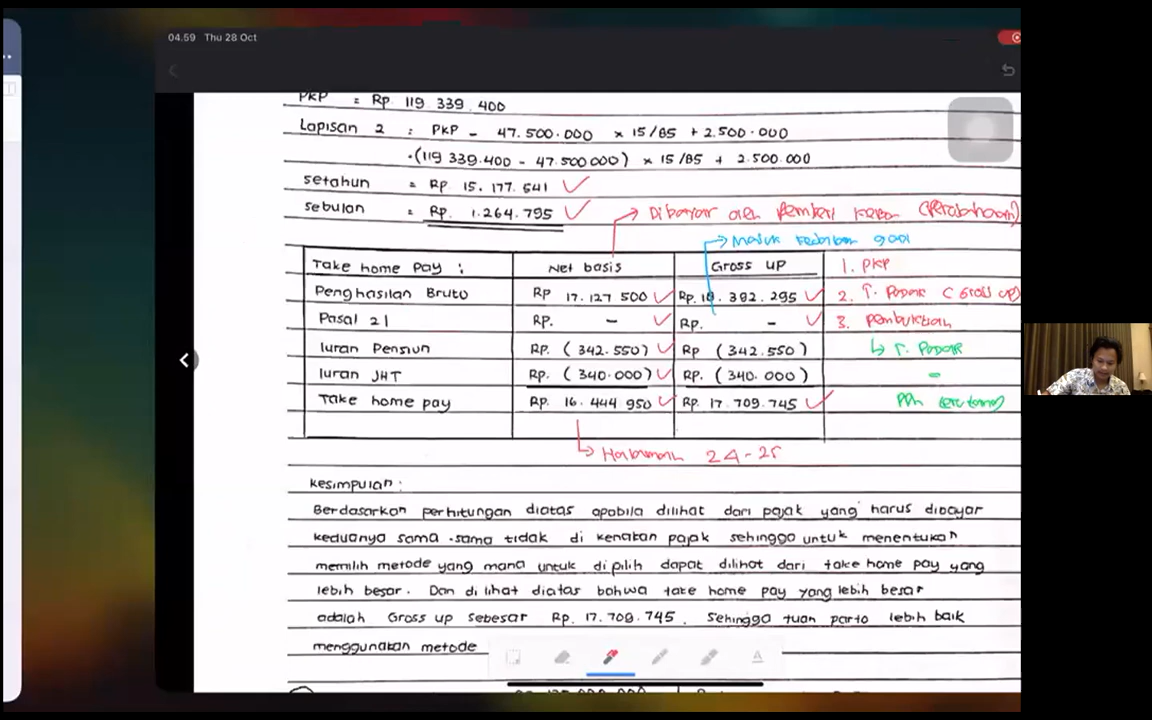 04.59 Thu 28 Oct
PKP = Rp 119.339.400
Lapisan 2 : PKP - 47.500.000 × 15/85 + 2.500.000
(119.339.400 - 47.500.000) × 15/85 + 2.500.000
setahun = Rp. 15.177.541
sebulan = Rp. 1.264.795
Dibayar oleh Pemberi Kerja (Perusahaan)
Masuk gaji
Take home pay : Net basis Gross up 1. PKP
Penghasilan Bruto Rp 17.127.500 Rp. 18.392.295 2. T. Pajak (Gross up)
Pasal 21 Rp. - Rp. - 3. Pembuktian
Iuran Pensiun Rp. (342.550) Rp (342.550) T. Pajak
Iuran JHT Rp. (340.000) Rp. (340.000) =
Take home pay Rp. 16.444.950 Rp. 17.709.745 PPh terutang
Halaman 24-25
Kesimpulan :
Berdasarkan perhitungan diatas apabila dilihat dari pajak yang harus dibayar
keduanya sama-sama tidak di kenakan pajak sehingga untuk menentukan
memilih metode yang mana untuk di pilih dapat dilihat dari take home pay yang
lebih besar. Dan di lihat diatas bahwa take home pay yang lebih besar
adalah Gross up sebesar Rp. 17.709.745. Sehingga tuan parto lebih baik
menggunakan metode
A